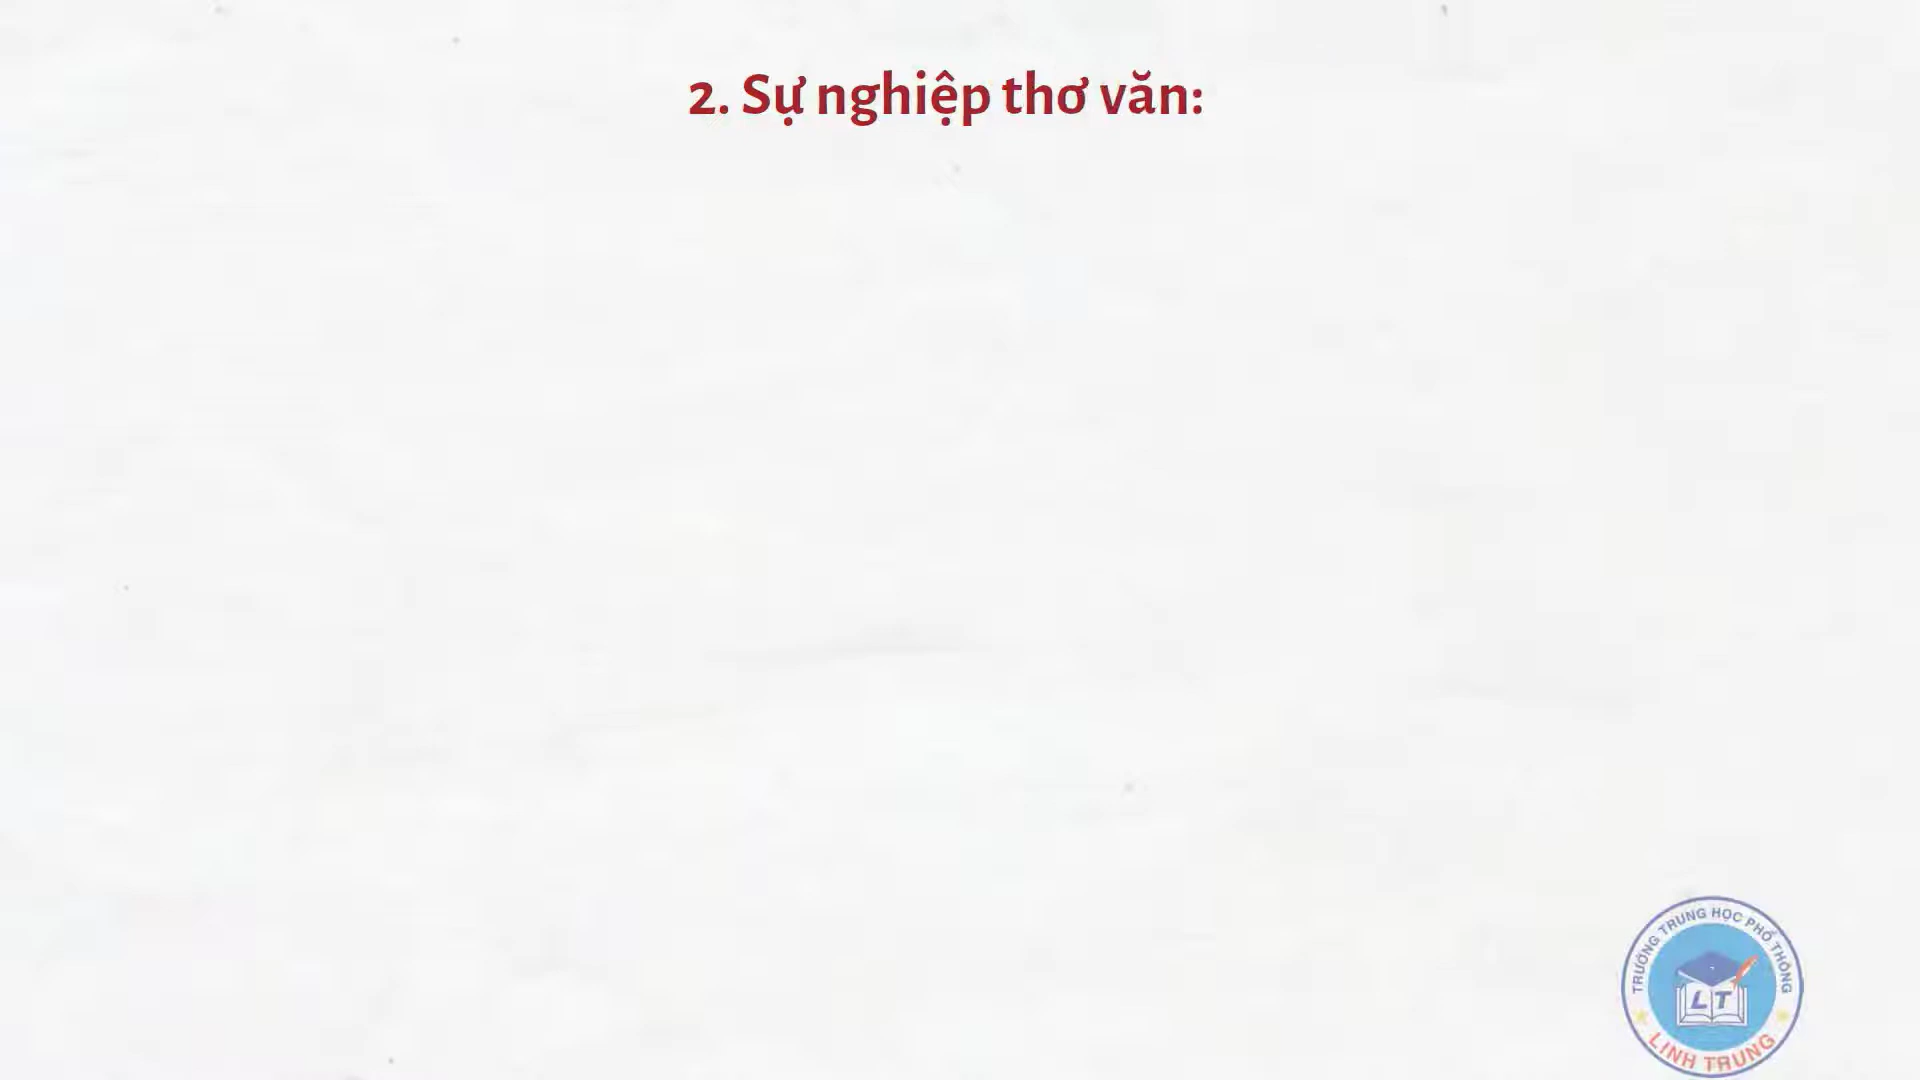 2. Sự nghiệp thơ văn:
TRƯỜNG TRUNG HỌC PHỔ THÔNG
LT
LINH TRUNG